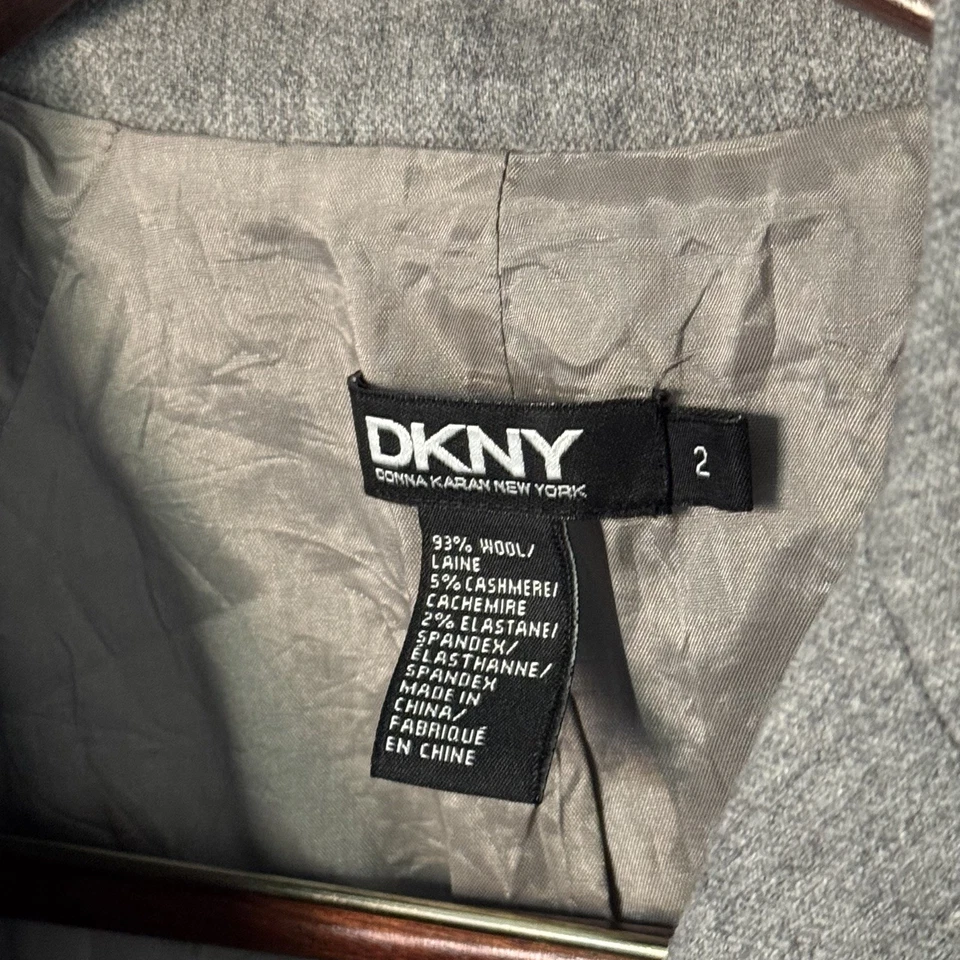 DKNY
DONNA KARAN NEW YORK
2
93% WOOL/
LAINE
5% CASHMERE/
CACHEMIRE
2% ELASTANE/
SPANDEX/
ÉLASTHANNE/
SPANDEX
MADE IN
CHINA/
FABRIQUÉ
EN CHINE